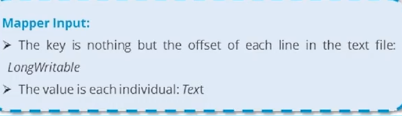 Mapper Input:
➤ The key is nothing but the offset of each line in the text file:
LongWritable
➤ The value is each individual: Text